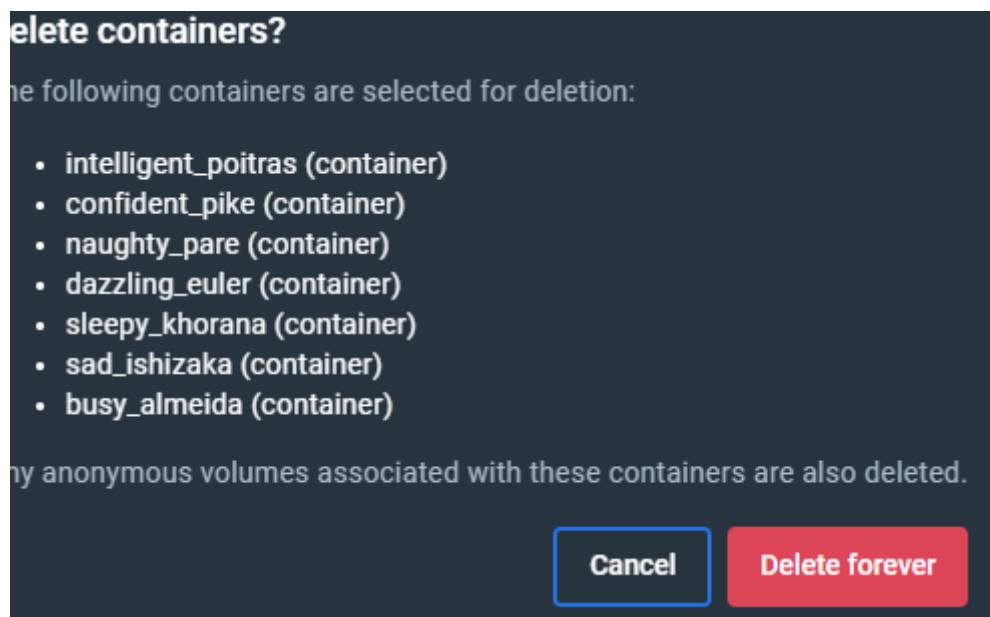 elete containers?
he following containers are selected for deletion:
• intelligent_poitras (container)
• confident_pike (container)
• naughty_pare (container)
• dazzling_euler (container)
• sleepy_khorana (container)
• sad_ishizaka (container)
• busy_almeida (container)
ny anonymous volumes associated with these containers are also deleted.
Cancel Delete forever